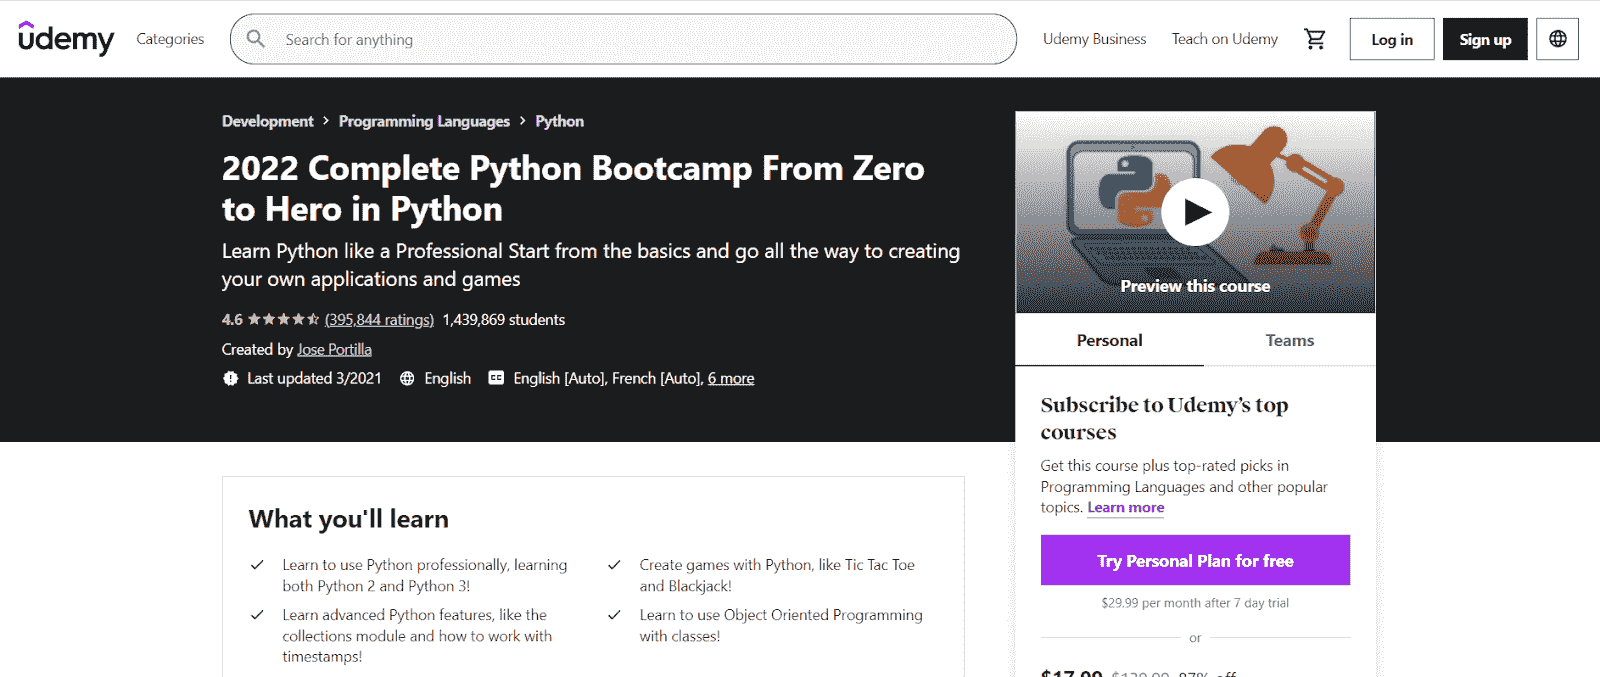 udemy
Categories
Search for anything
Udemy Business
Teach on Udemy
Log in
Sign up
Development > Programming Languages > Python
2022 Complete Python Bootcamp From Zero
to Hero in Python
Learn Python like a Professional Start from the basics and go all the way to creating
your own applications and games
4.6 (395,844 ratings) 1,439,869 students
Created by Jose Portilla
Last updated 3/2021 English CC English [Auto], French [Auto], 6 more
Preview this course
Personal
Teams
Subscribe to Udemy's top
courses
Get this course plus top-rated picks in
Programming Languages and other popular
topics. Learn more
Try Personal Plan for free
$29.99 per month after 7 day trial
or
What you'll learn
Learn to use Python professionally, learning
both Python 2 and Python 3!
Learn advanced Python features, like the
collections module and how to work with
timestamps!
Create games with Python, like Tic Tac Toe
and Blackjack!
Learn to use Object Oriented Programming
with classes!